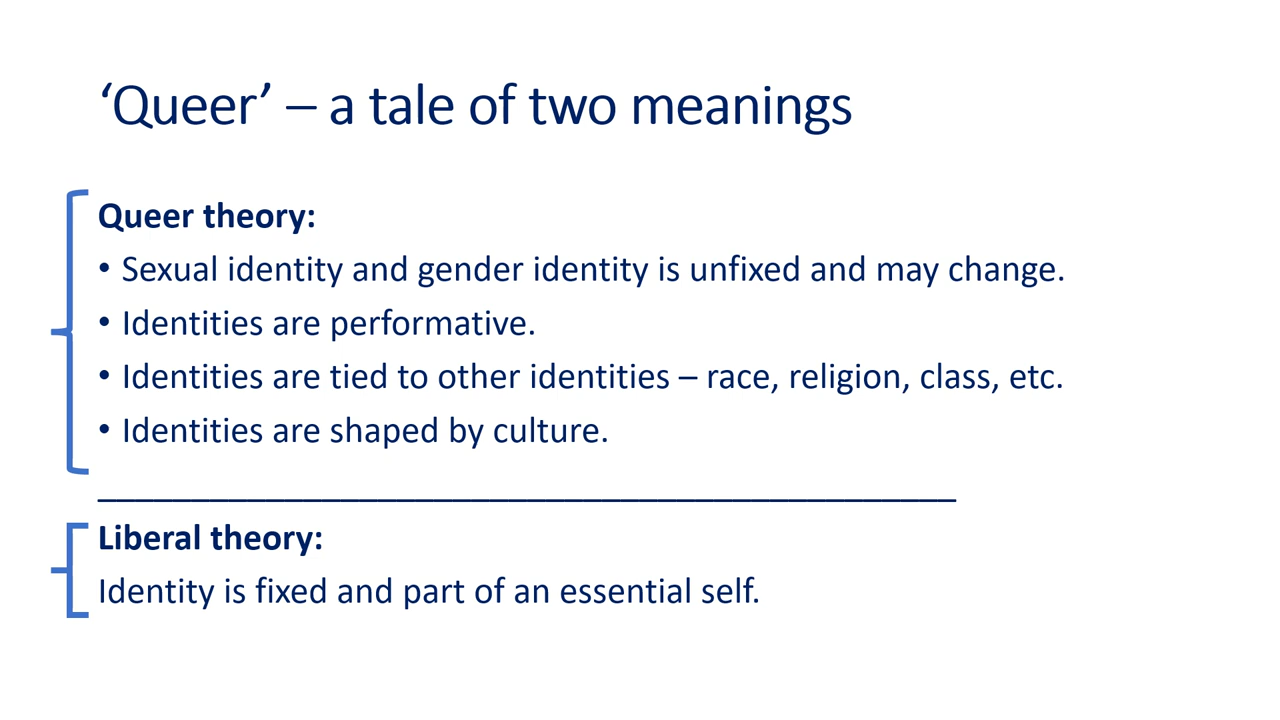 ‘Queer’ – a tale of two meanings
Queer theory:
• Sexual identity and gender identity is unfixed and may change.
• Identities are performative.
• Identities are tied to other identities – race, religion, class, etc.
• Identities are shaped by culture.
Liberal theory:
Identity is fixed and part of an essential self.